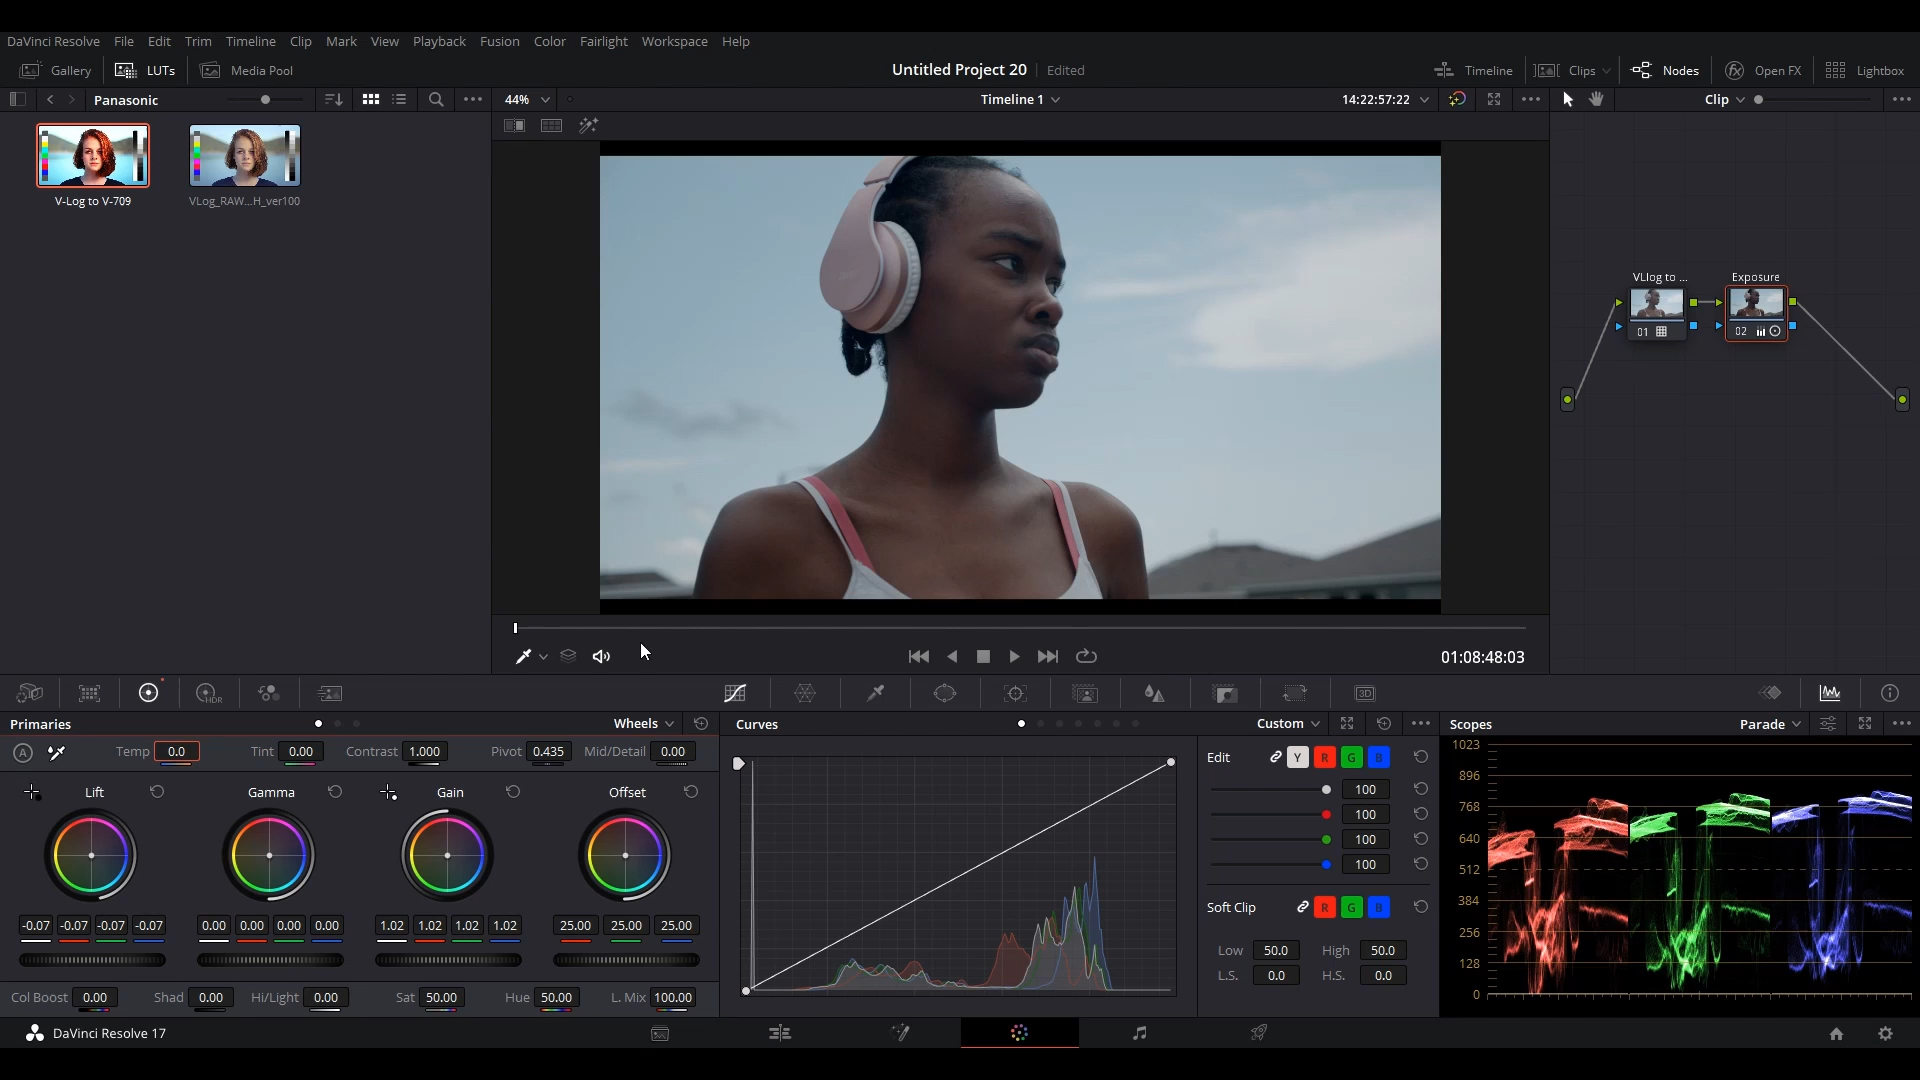 DaVinci Resolve File Edit Trim Timeline Clip Mark View Playback Fusion Color Fairlight Workspace Help
Gallery LUTs Media Pool Untitled Project 20 Edited Timeline Clips Nodes Open FX Lightbox
Panasonic 44% Timeline 1 14:22:57:22 Clip
V-Log to V-709 VLog_RAW...H_ver100
VLlog to ... Exposure
01 02
01:08:48:03
HDR 3D
Primaries Wheels Curves Custom Scopes Parade
A Temp 0.0 Tint 0.00 Contrast 1.000 Pivot 0.435 Mid/Detail 0.00
Edit Y R G B
Lift Gamma Gain Offset
100
100
100
100
Soft Clip R G B
-0.07 -0.07 -0.07 -0.07 0.00 0.00 0.00 0.00 1.02 1.02 1.02 1.02 25.00 25.00 25.00
Low 50.0 High 50.0
L.S. 0.0 H.S. 0.0
Col Boost 0.00 Shad 0.00 Hi/Light 0.00 Sat 50.00 Hue 50.00 L. Mix 100.00
1023
896
768
640
512
384
256
128
0
DaVinci Resolve 17